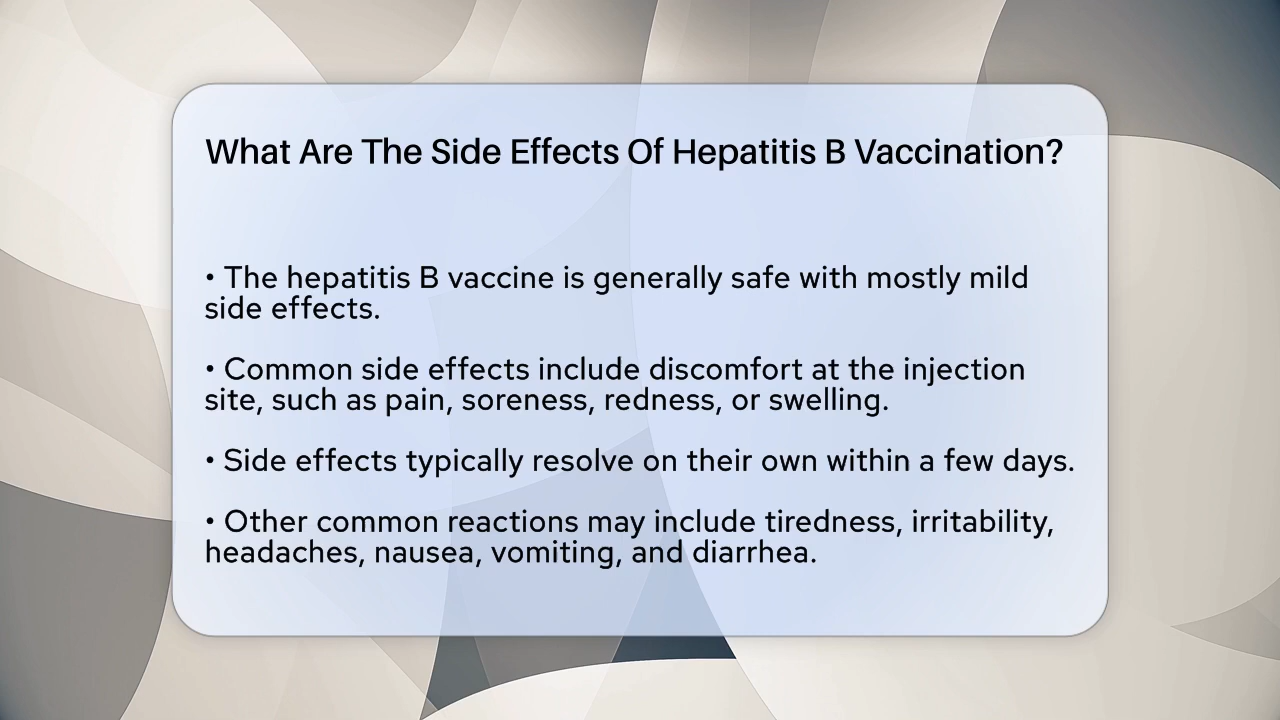 What Are The Side Effects Of Hepatitis B Vaccination?
• The hepatitis B vaccine is generally safe with mostly mild
side effects.
• Common side effects include discomfort at the injection
site, such as pain, soreness, redness, or swelling.
• Side effects typically resolve on their own within a few days.
• Other common reactions may include tiredness, irritability,
headaches, nausea, vomiting, and diarrhea.